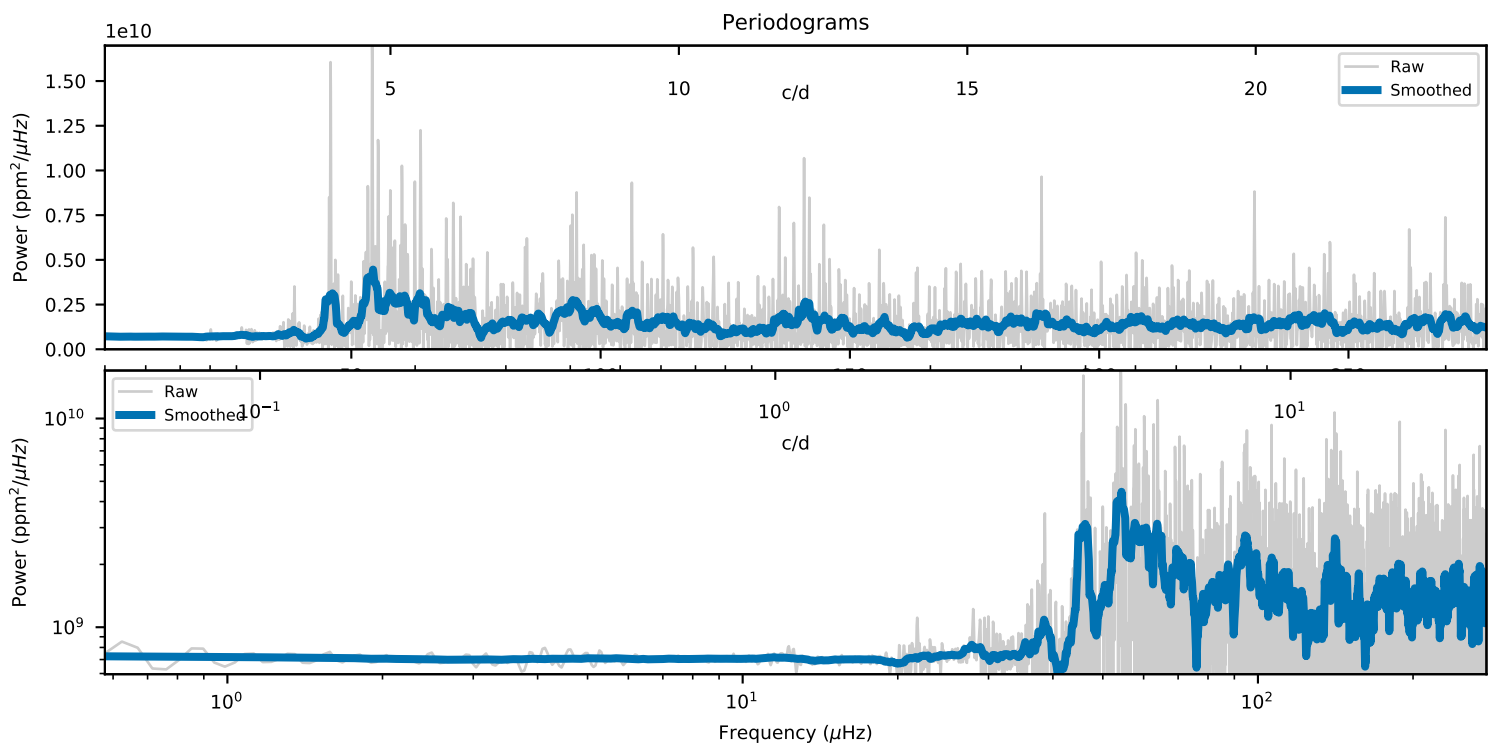 Periodograms
1e10
Power (ppm²/μHz)
1.50
1.25
1.00
0.75
0.50
0.25
0.00
5
10
c/d
15
20
Raw
Smoothed
Power (ppm²/μHz)
10¹⁰
10⁹
Raw
Smoothed
10⁻¹
10⁰
10¹
c/d
10⁰
10¹
10²
Frequency (μHz)